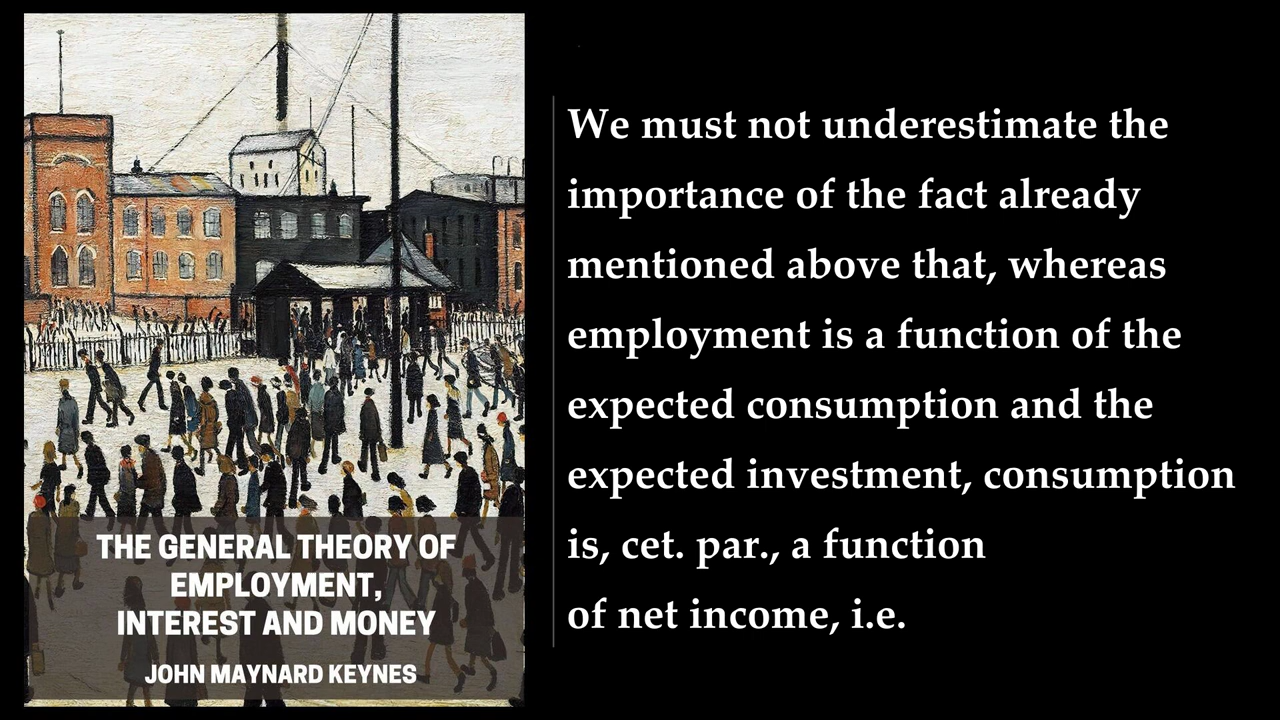 THE GENERAL THEORY OF
EMPLOYMENT,
INTEREST AND MONEY
JOHN MAYNARD KEYNES
We must not underestimate the
importance of the fact already
mentioned above that, whereas
employment is a function of the
expected consumption and the
expected investment, consumption
is, cet. par., a function
of net income, i.e.